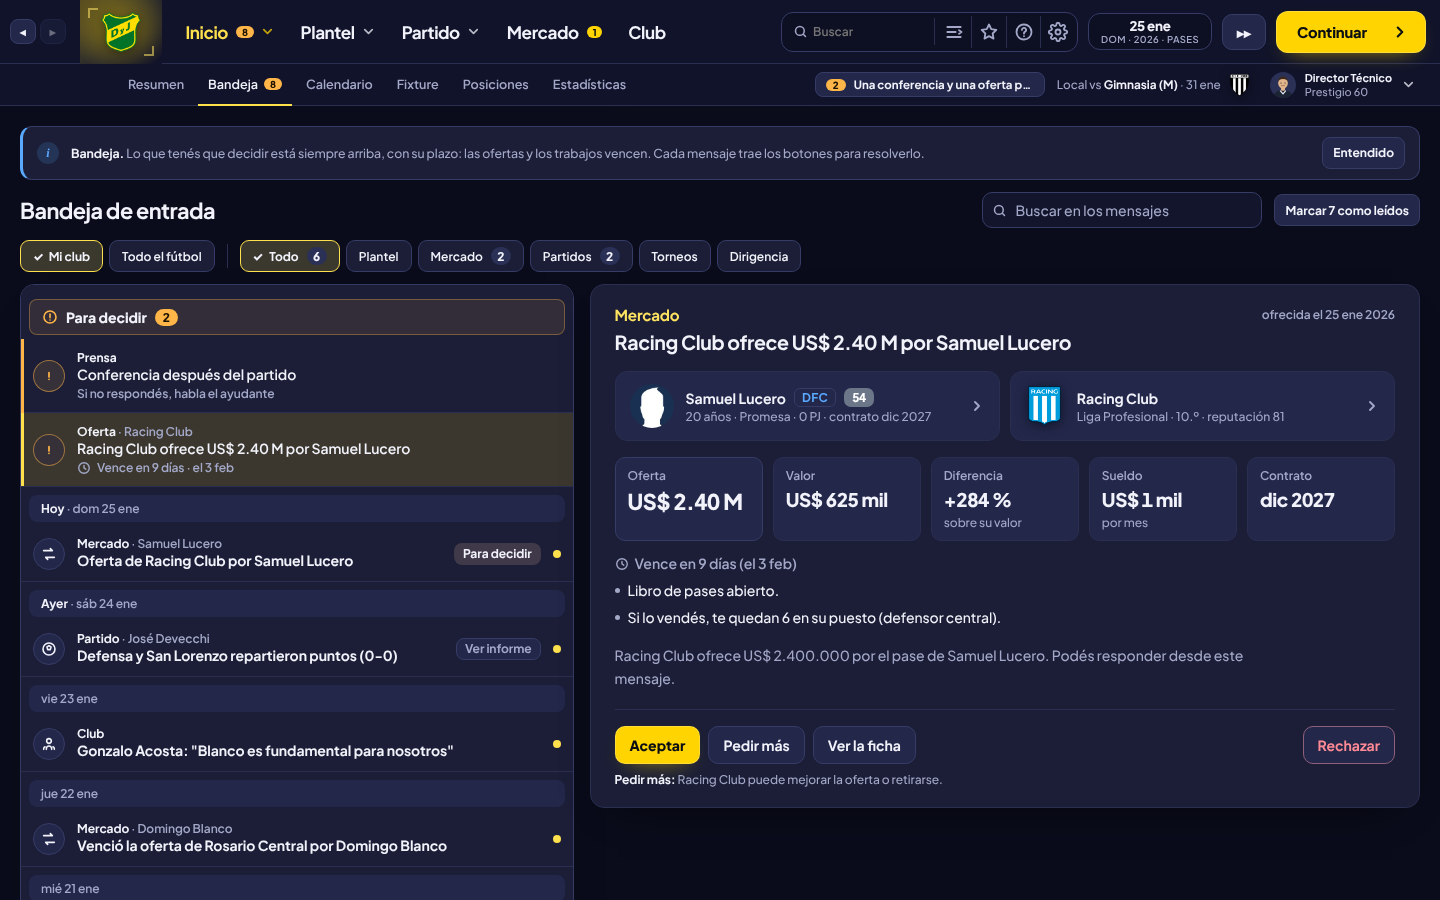 Inicio 8
Plantel
Partido
Mercado 1
Club
Buscar
25 ene
DOM · 2026 · PASES
Continuar
Resumen
Bandeja 8
Calendario
Fixture
Posiciones
Estadísticas
2 Una conferencia y una oferta p...
Local vs Gimnasia (M) · 31 ene
Director Técnico
Prestigio 60
Bandeja. Lo que tenés que decidir está siempre arriba, con su plazo: las ofertas y los trabajos vencen. Cada mensaje trae los botones para resolverlo.
Entendido
Bandeja de entrada
Buscar en los mensajes
Marcar 7 como leídos
Mi club
Todo el fútbol
Todo 6
Plantel
Mercado 2
Partidos 2
Torneos
Dirigencia
Para decidir 2
Prensa
Conferencia después del partido
Si no respondés, habla el ayudante
Oferta · Racing Club
Racing Club ofrece US$ 2.40 M por Samuel Lucero
Vence en 9 días · el 3 feb
Hoy · dom 25 ene
Mercado · Samuel Lucero
Oferta de Racing Club por Samuel Lucero
Para decidir
Ayer · sáb 24 ene
Partido · José Devecchi
Defensa y San Lorenzo repartieron puntos (0-0)
Ver informe
vie 23 ene
Club
Gonzalo Acosta: "Blanco es fundamental para nosotros"
jue 22 ene
Mercado · Domingo Blanco
Venció la oferta de Rosario Central por Domingo Blanco
mié 21 ene
Mercado
ofrecida el 25 ene 2026
Racing Club ofrece US$ 2.40 M por Samuel Lucero
Samuel Lucero DFC 54
20 años · Promesa · 0 PJ · contrato dic 2027
RACING
Racing Club
Liga Profesional · 10.º · reputación 81
Oferta
US$ 2.40 M
Valor
US$ 625 mil
Diferencia
+284 %
sobre su valor
Sueldo
US$ 1 mil
por mes
Contrato
dic 2027
Vence en 9 días (el 3 feb)
Libro de pases abierto.
Si lo vendés, te quedan 6 en su puesto (defensor central).
Racing Club ofrece US$ 2.400.000 por el pase de Samuel Lucero. Podés responder desde este
mensaje.
Aceptar
Pedir más
Ver la ficha
Rechazar
Pedir más: Racing Club puede mejorar la oferta o retirarse.